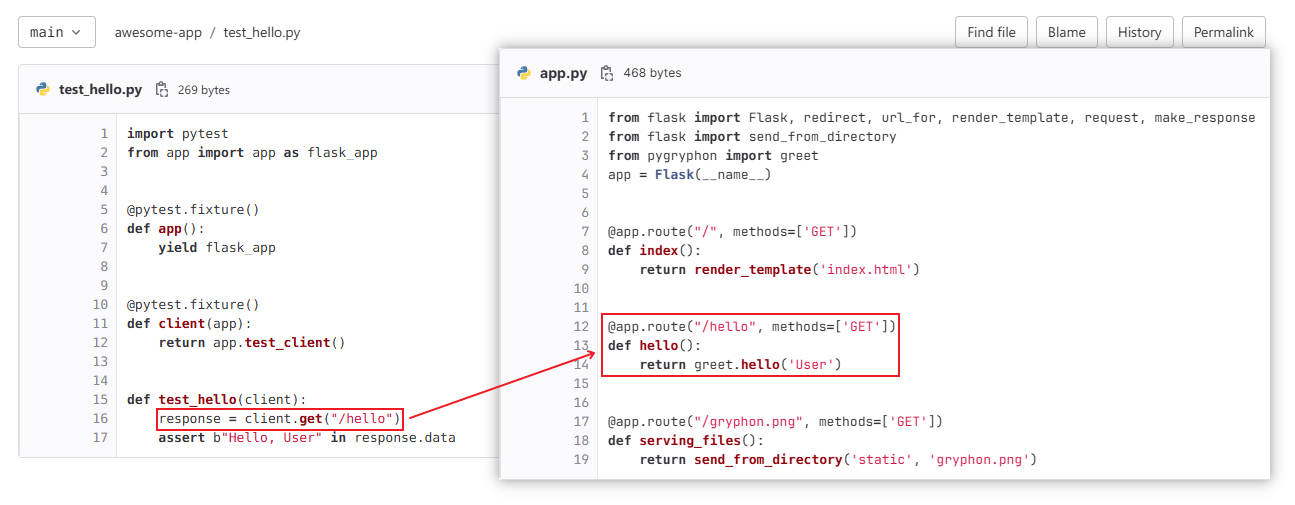 main
awesome-app / test_hello.py
Find file
Blame
History
Permalink
test_hello.py 269 bytes
1 import pytest
2 from app import app as flask_app
3
4
5 @pytest.fixture()
6 def app():
7     yield flask_app
8
9
10 @pytest.fixture()
11 def client(app):
12     return app.test_client()
13
14
15 def test_hello(client):
16     response = client.get("/hello")
17     assert b"Hello, User" in response.data
app.py 468 bytes
1 from flask import Flask, redirect, url_for, render_template, request, make_response
2 from flask import send_from_directory
3 from pygryphon import greet
4 app = Flask(__name__)
5
6
7 @app.route("/", methods=['GET'])
8 def index():
9     return render_template('index.html')
10
11
12 @app.route("/hello", methods=['GET'])
13 def hello():
14     return greet.hello('User')
15
16
17 @app.route("/gryphon.png", methods=['GET'])
18 def serving_files():
19     return send_from_directory('static', 'gryphon.png')